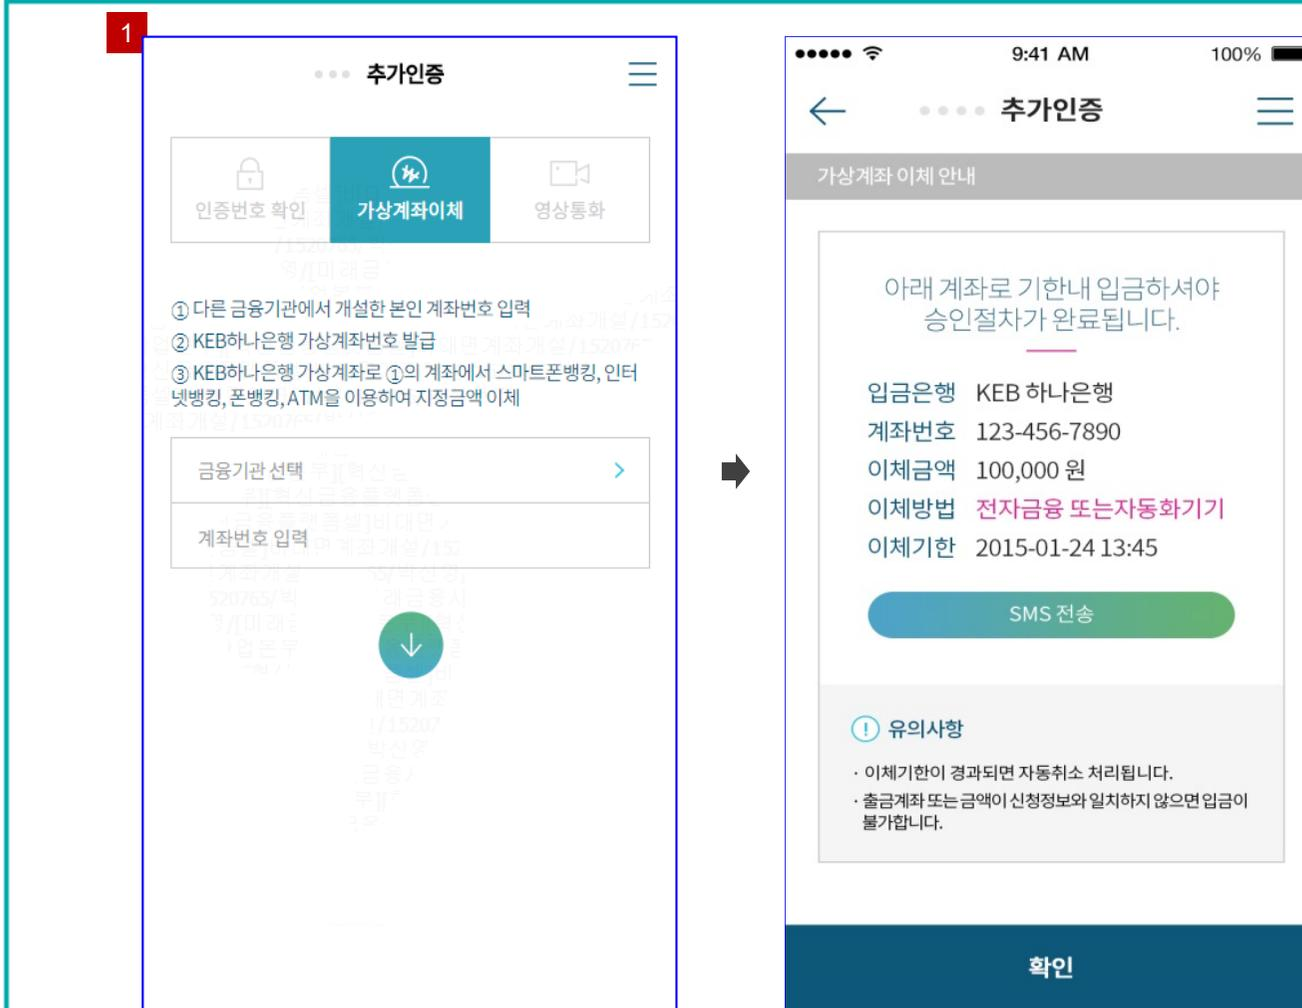 1
추가인증
인증번호 확인
가상계좌이체
영상통화
① 다른 금융기관에서 개설한 본인 계좌번호 입력
② KEB하나은행 가상계좌번호 발급
③ KEB하나은행 가상계좌로 ①의 계좌에서 스마트폰뱅킹, 인터
넷뱅킹, 폰뱅킹, ATM을 이용하여 지정금액 이체
금융기관 선택
계좌번호 입력
9:41 AM
100%
추가인증
가상계좌 이체 안내
아래 계좌로 기한내 입금하셔야
승인절차가 완료됩니다.
입금은행 KEB 하나은행
계좌번호 123-456-7890
이체금액 100,000 원
이체방법 전자금융 또는자동화기기
이체기한 2015-01-24 13:45
SMS 전송
유의사항
· 이체기한이 경과되면 자동취소 처리됩니다.
· 출금계좌 또는 금액이 신청정보와 일치하지 않으면 입금이
불가합니다.
확인